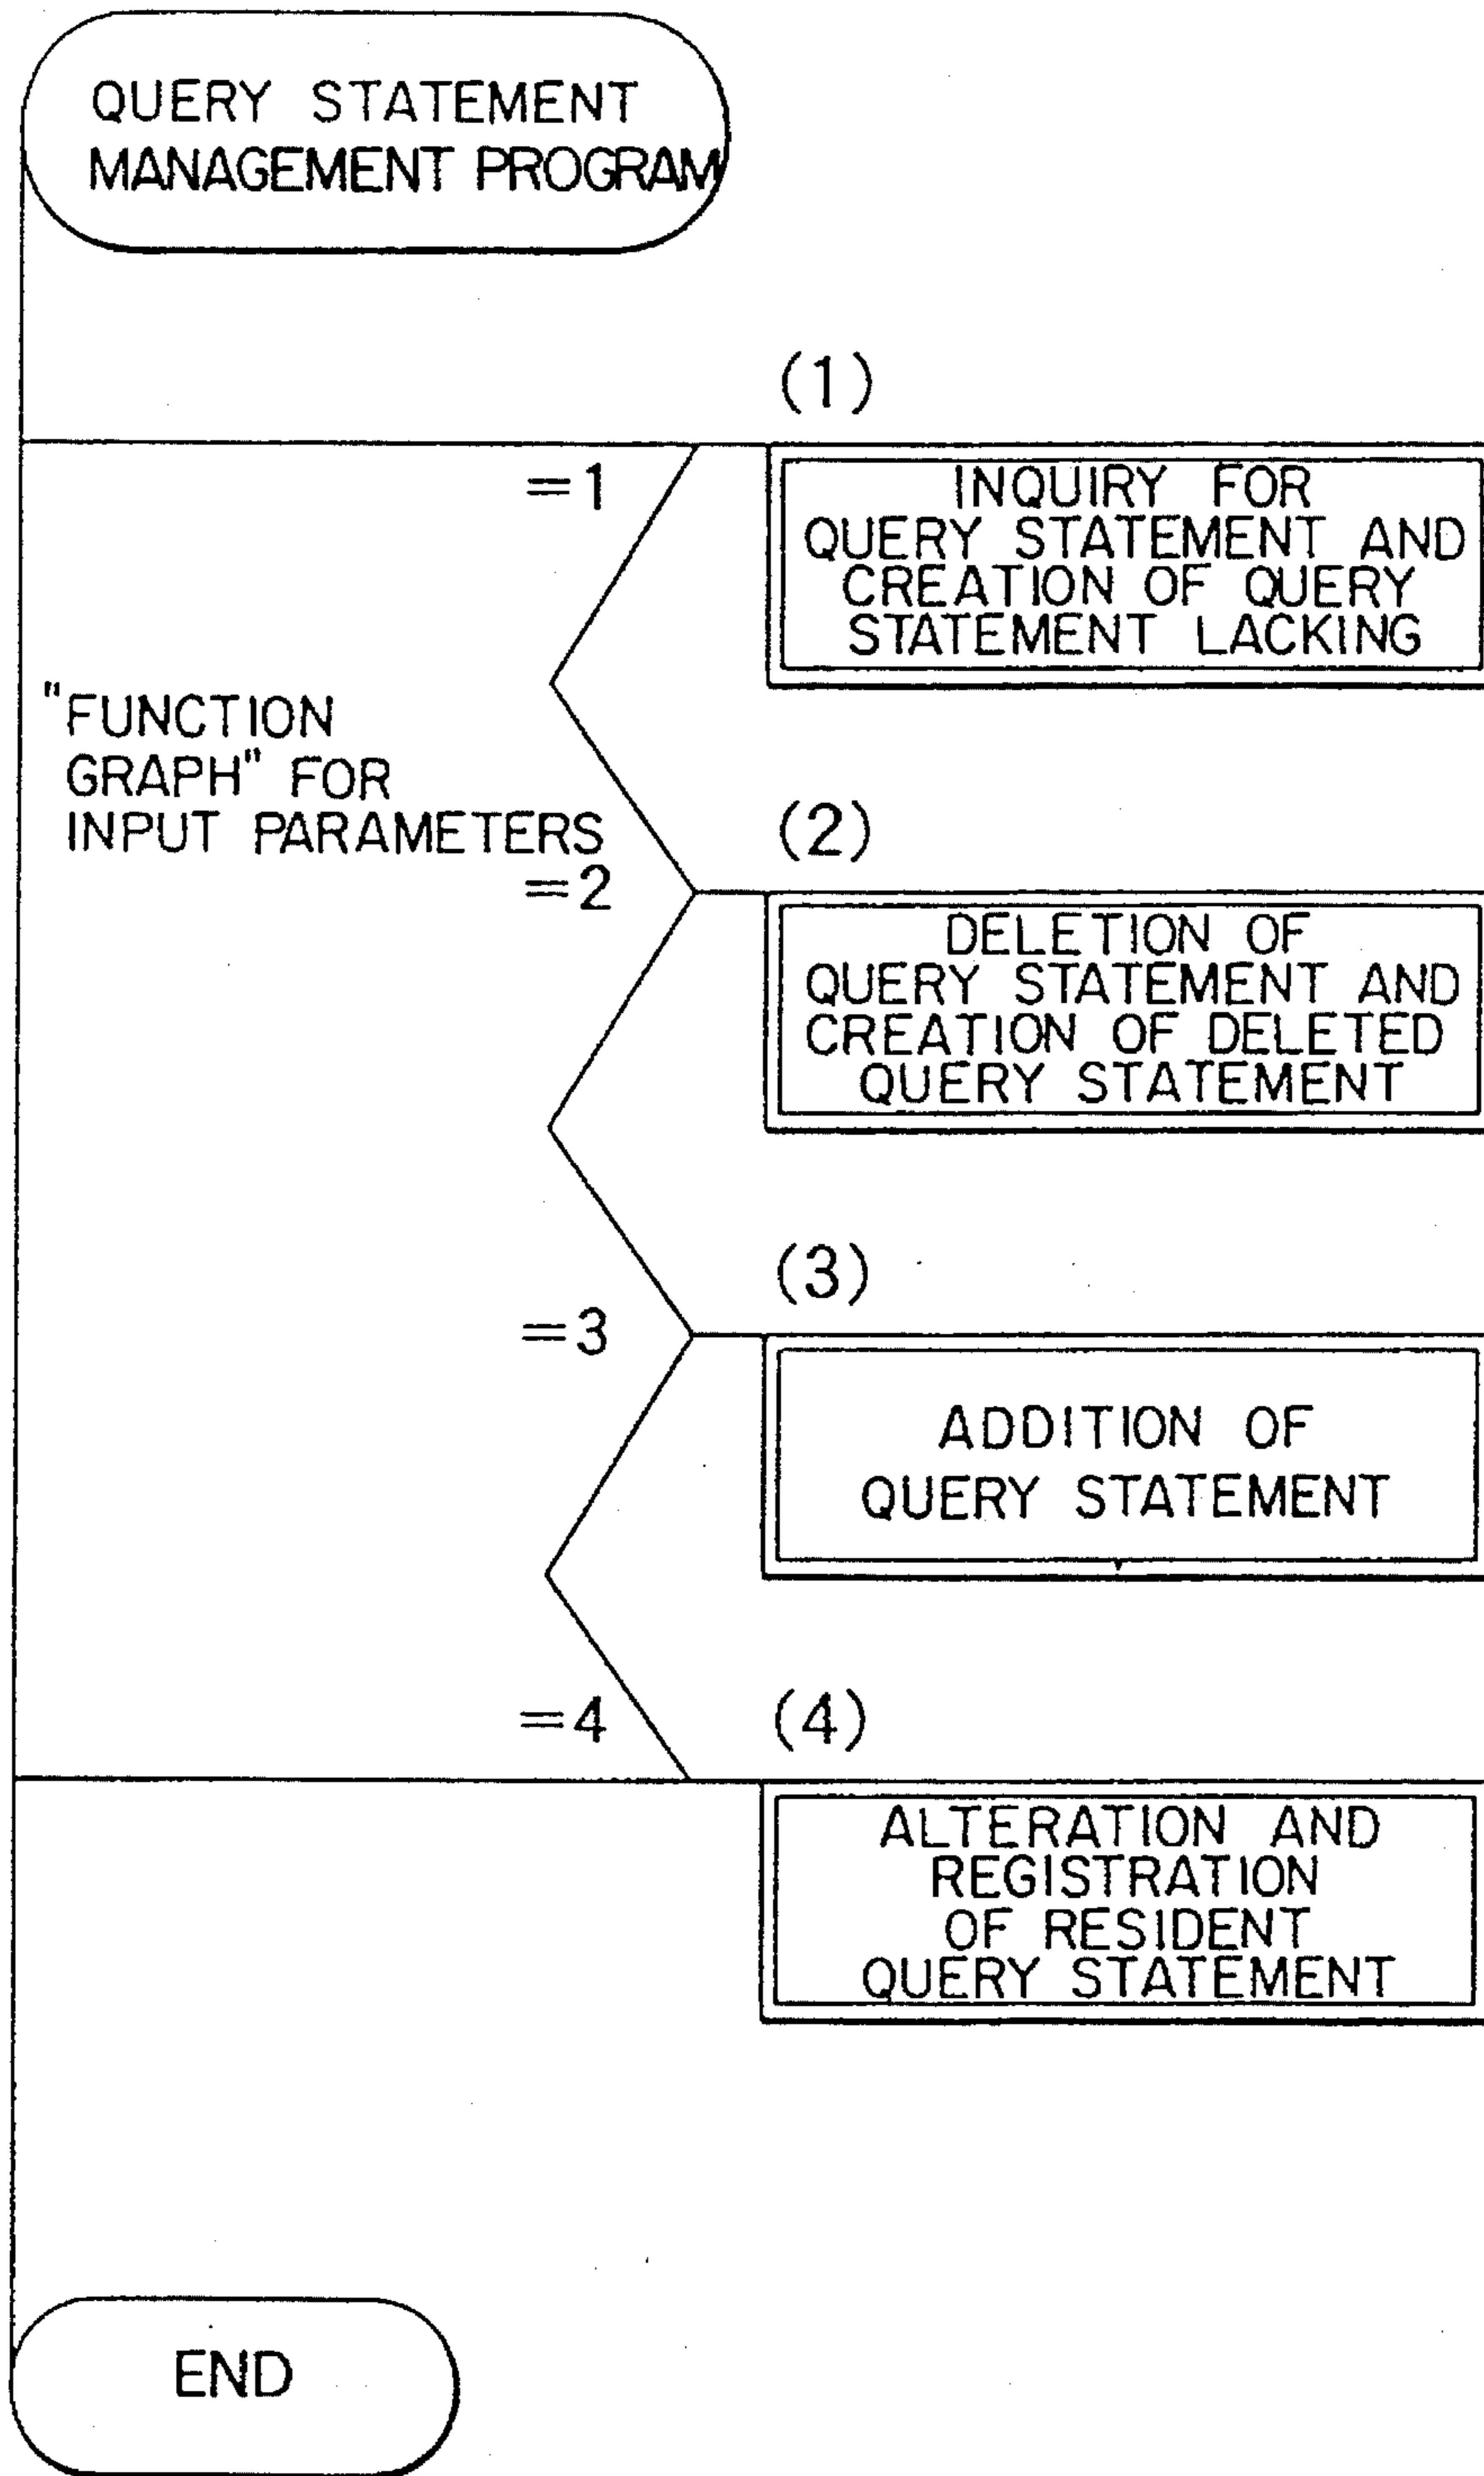 QUERY STATEMENT
MANAGEMENT PROGRAM
(1)
=1
INQUIRY FOR
QUERY STATEMENT AND
CREATION OF QUERY
STATEMENT LACKING
"FUNCTION
GRAPH" FOR
INPUT PARAMETERS
(2)
=2
DELETION OF
QUERY STATEMENT AND
CREATION OF DELETED
QUERY STATEMENT
(3)
=3
ADDITION OF
QUERY STATEMENT
(4)
=4
ALTERATION AND
REGISTRATION
OF RESIDENT
QUERY STATEMENT
END